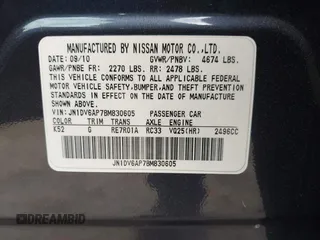 MANUFACTURED BY NISSAN MOTOR CO.,LTD.
DATE: 09/10 GVWR/PNBV: 4674 LBS.
GAWR/PNBE FR: 2270 LBS. RR: 2478 LBS.
THIS VEHICLE CONFORMS TO ALL APPLICABLE FEDERAL
MOTOR VEHICLE SAFETY,BUMPER,AND THEFT
PREVENTION STANDARDS IN EFFECT ON THE DATE OF
MANUFACTURE SHOWN ABOVE.
VIN: JN1DV6AP7BM830605 PASSENGER CAR
COLOR TRIM TRANS AXLE ENGINE
K52 G RE7R01A RC33 VQ25(HR) 2496CC
JN1DV6AP7BM830605
© DREAMBID